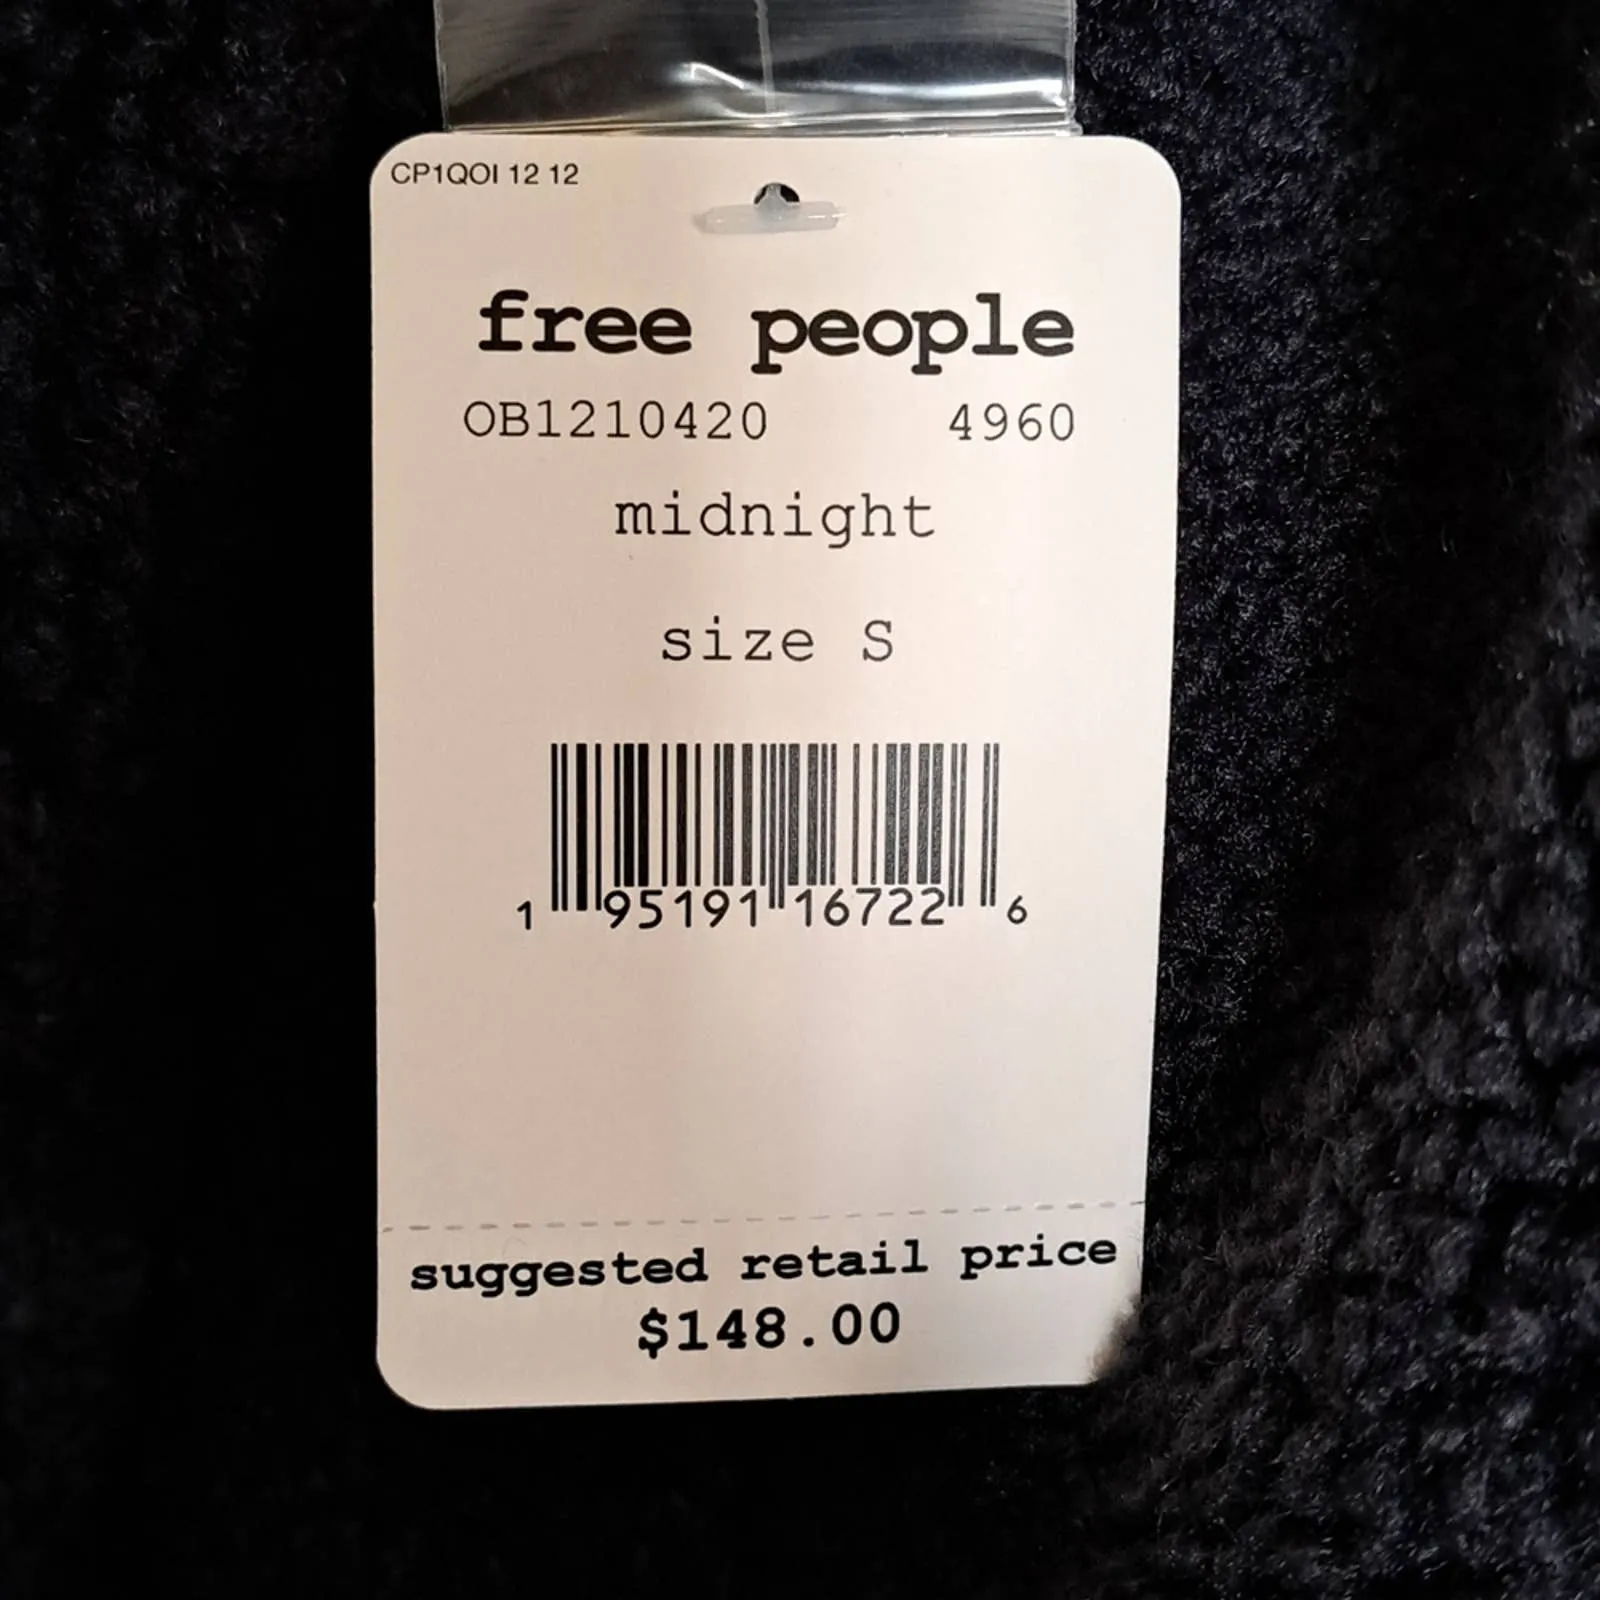 CP1QOI 12 12
free people
OB1210420 4960
midnight
size S
1 95191 16722 6
suggested retail price
$148.00